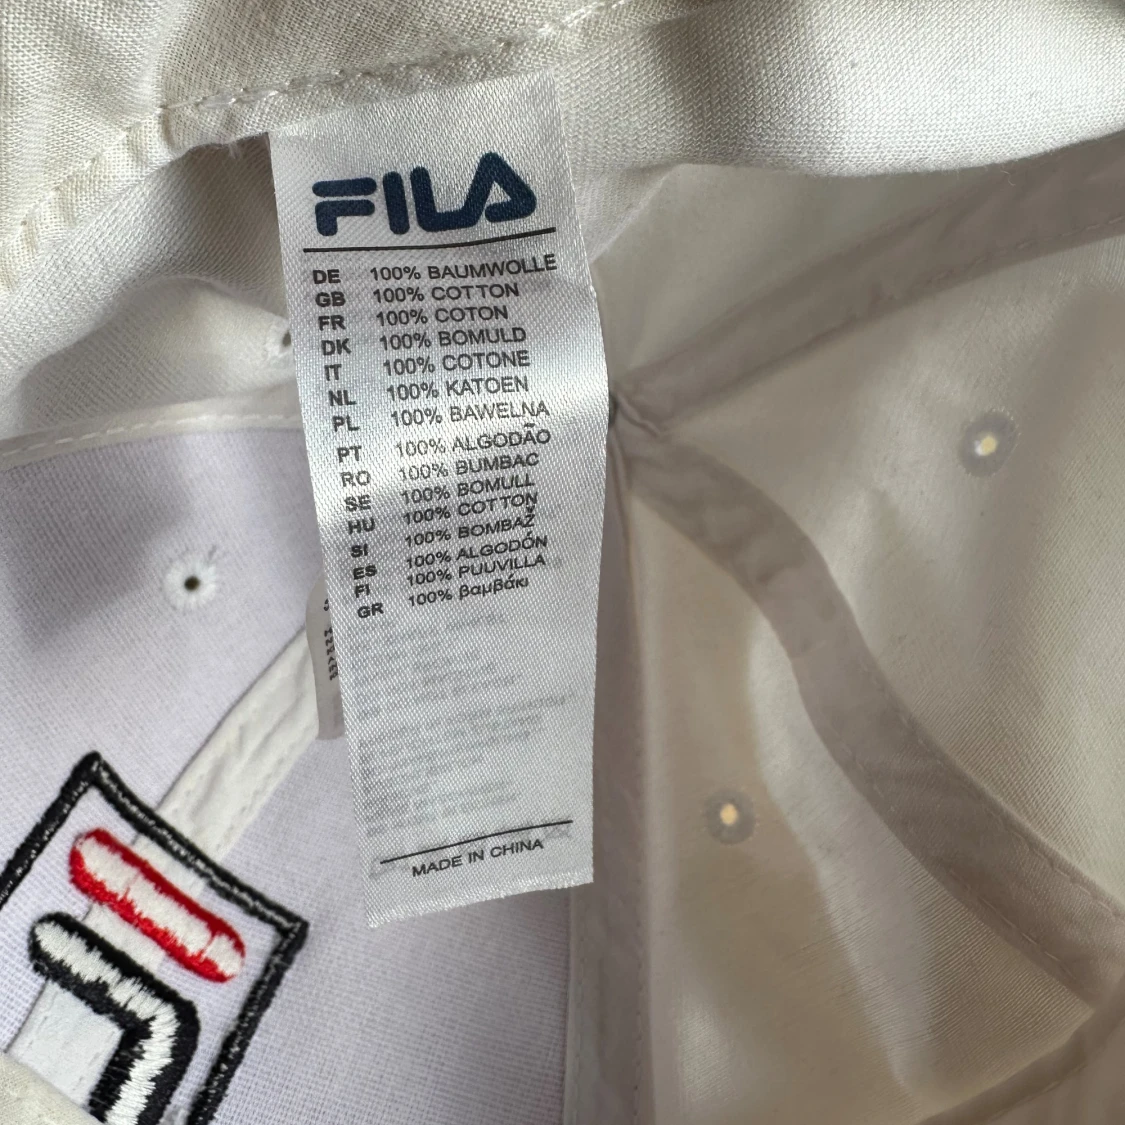 FILA
DE 100% BAUMWOLLE
GB 100% COTTON
FR 100% COTON
DK 100% BOMULD
IT 100% COTONE
NL 100% KATOEN
PL 100% BAWELNA
PT 100% ALGODÃO
RO 100% BUMBAC
SE 100% BOMULL
HU 100% COTTON
SI 100% BOMBAŽ
ES 100% ALGODÓN
FI 100% PUUVILLA
GR 100% βαμβάκι
MADE IN CHINA